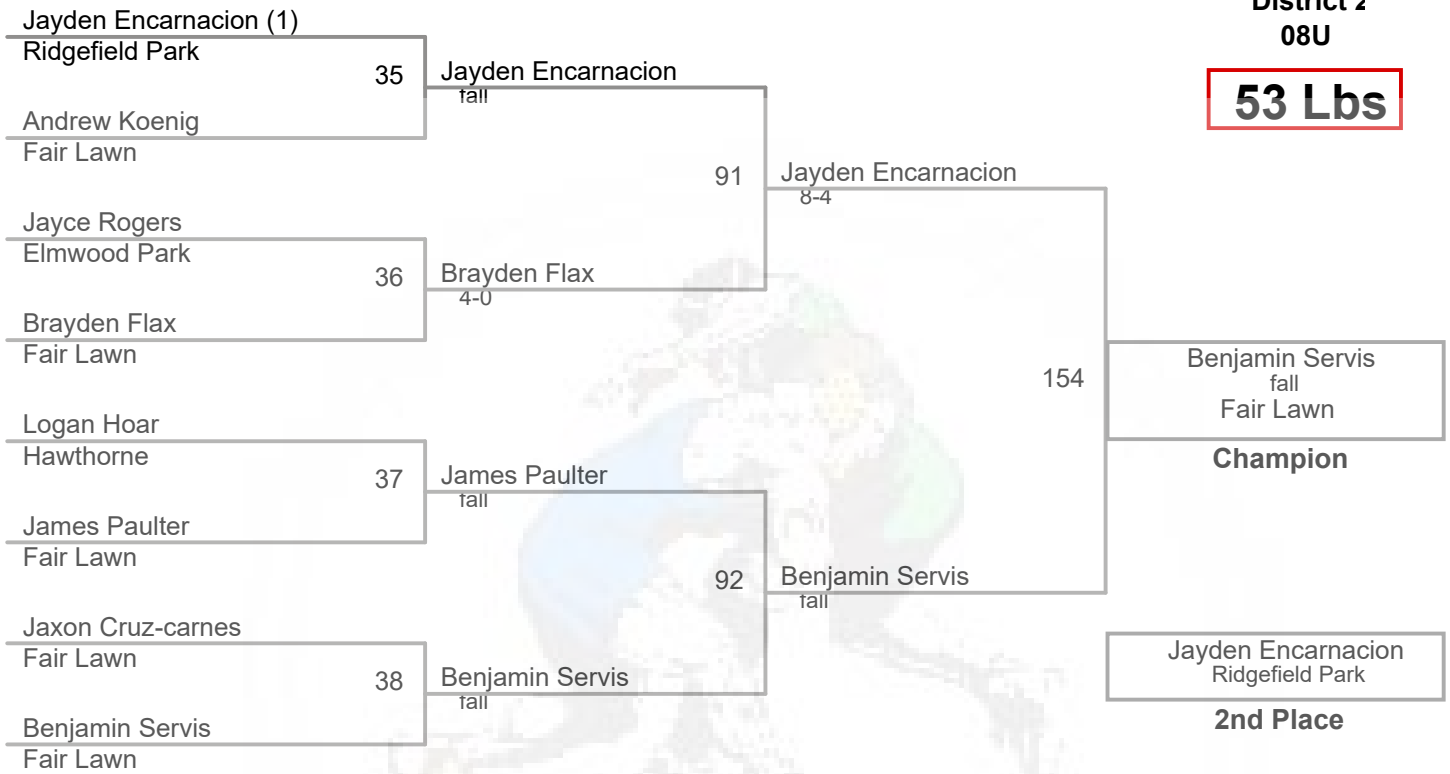 District 2
08U
53 Lbs
Jayden Encarnacion (1)
Ridgefield Park
35
Jayden Encarnacion
fall
Andrew Koenig
Fair Lawn
91
Jayden Encarnacion
8-4
Jayce Rogers
Elmwood Park
36
Brayden Flax
4-0
Brayden Flax
Fair Lawn
154
Benjamin Servis
fall
Fair Lawn
Champion
Logan Hoar
Hawthorne
37
James Paulter
fall
James Paulter
Fair Lawn
92
Benjamin Servis
fall
Jaxon Cruz-carnes
Fair Lawn
38
Benjamin Servis
fall
Benjamin Servis
Fair Lawn
Jayden Encarnacion
Ridgefield Park
2nd Place